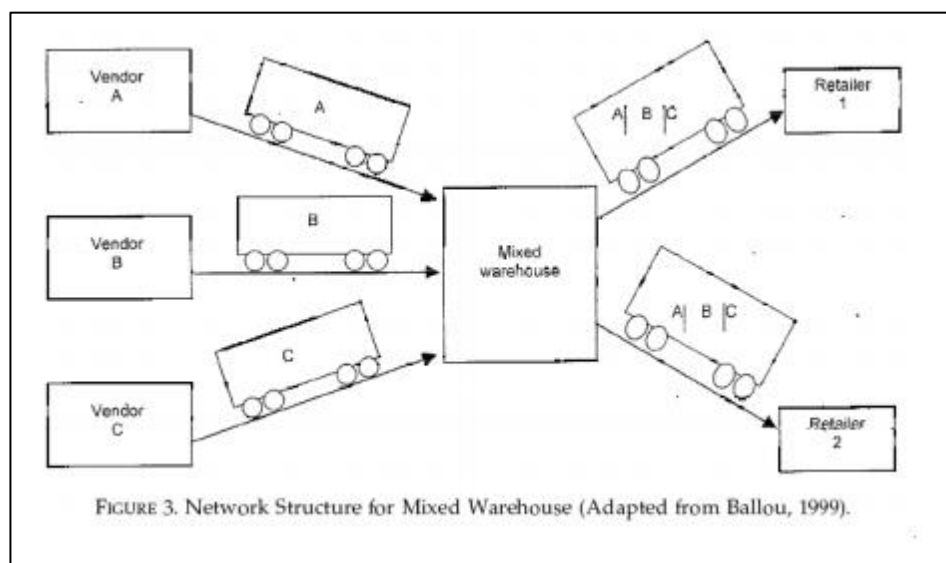 Vendor
A
A
A B C
Retailer
1
Vendor
B
B
Mixed
warehouse
Vendor
C
C
A B C
Retailer
2
FIGURE 3. Network Structure for Mixed Warehouse (Adapted from Ballou, 1999).